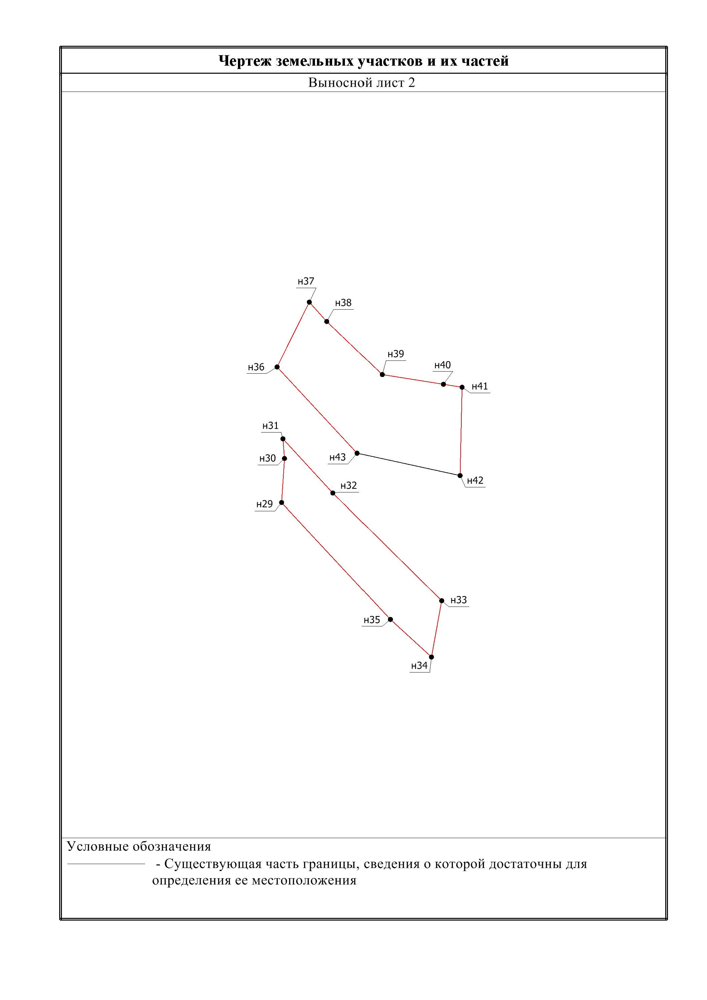 Чертеж земельных участков и их частей
Выносной лист 2
н37
н38
н39
н40
н36
н41
н31
н43
н30
н42
н32
н29
н33
н35
н34
Условные обозначения
- Существующая часть границы, сведения о которой достаточны для
определения ее местоположения